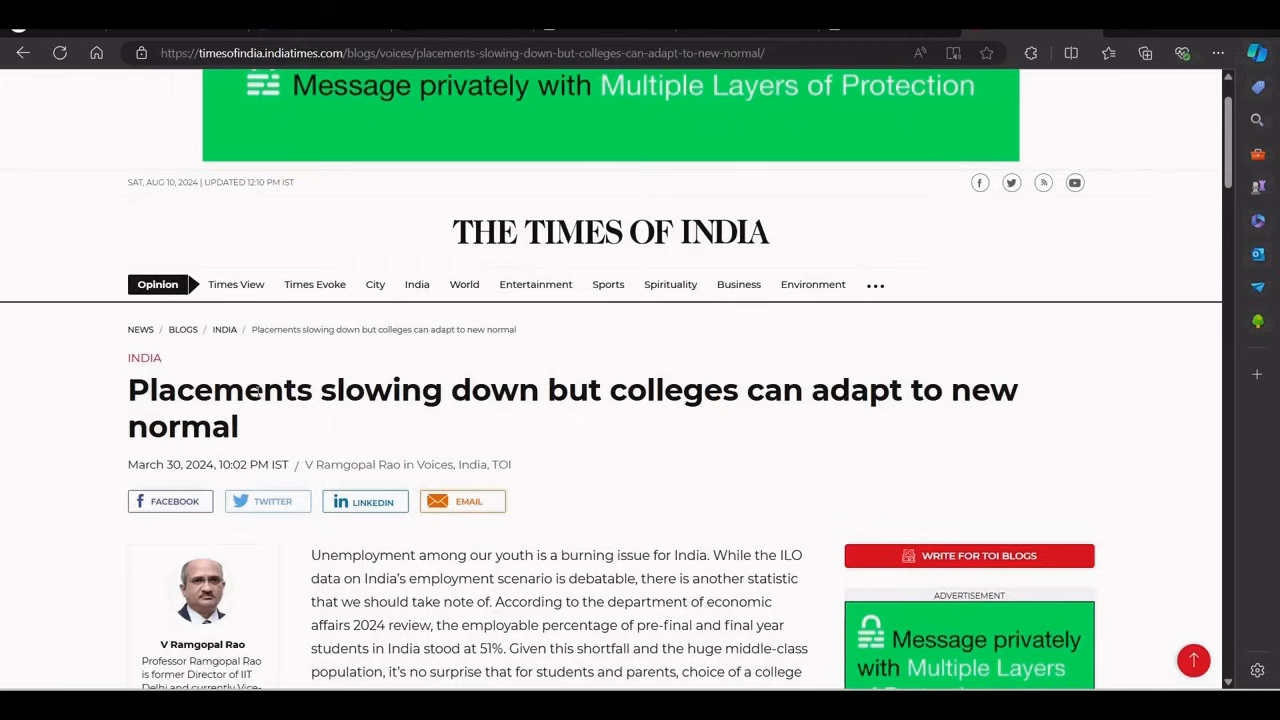 https://timesofindia.indiatimes.com/blogs/voices/placements-slowing-down-but-colleges-can-adapt-to-new-normal/
Message privately with Multiple Layers of Protection
SAT, AUG 10, 2024 | UPDATED 12:10 PM IST
THE TIMES OF INDIA
Opinion Times View Times Evoke City India World Entertainment Sports Spirituality Business Environment
NEWS / BLOGS / INDIA / Placements slowing down but colleges can adapt to new normal
INDIA
Placements slowing down but colleges can adapt to new
normal
March 30, 2024, 10:02 PM IST / V Ramgopal Rao in Voices, India, TOI
FACEBOOK TWITTER LINKEDIN EMAIL
V Ramgopal Rao
Professor Ramgopal Rao
is former Director of IIT
Delhi and currently Vice-
Unemployment among our youth is a burning issue for India. While the ILO
data on India's employment scenario is debatable, there is another statistic
that we should take note of. According to the department of economic
affairs 2024 review, the employable percentage of pre-final and final year
students in India stood at 51%. Given this shortfall and the huge middle-class
population, it's no surprise that for students and parents, choice of a college
WRITE FOR TOI BLOGS
ADVERTISEMENT
Message privately
with Multiple Layers